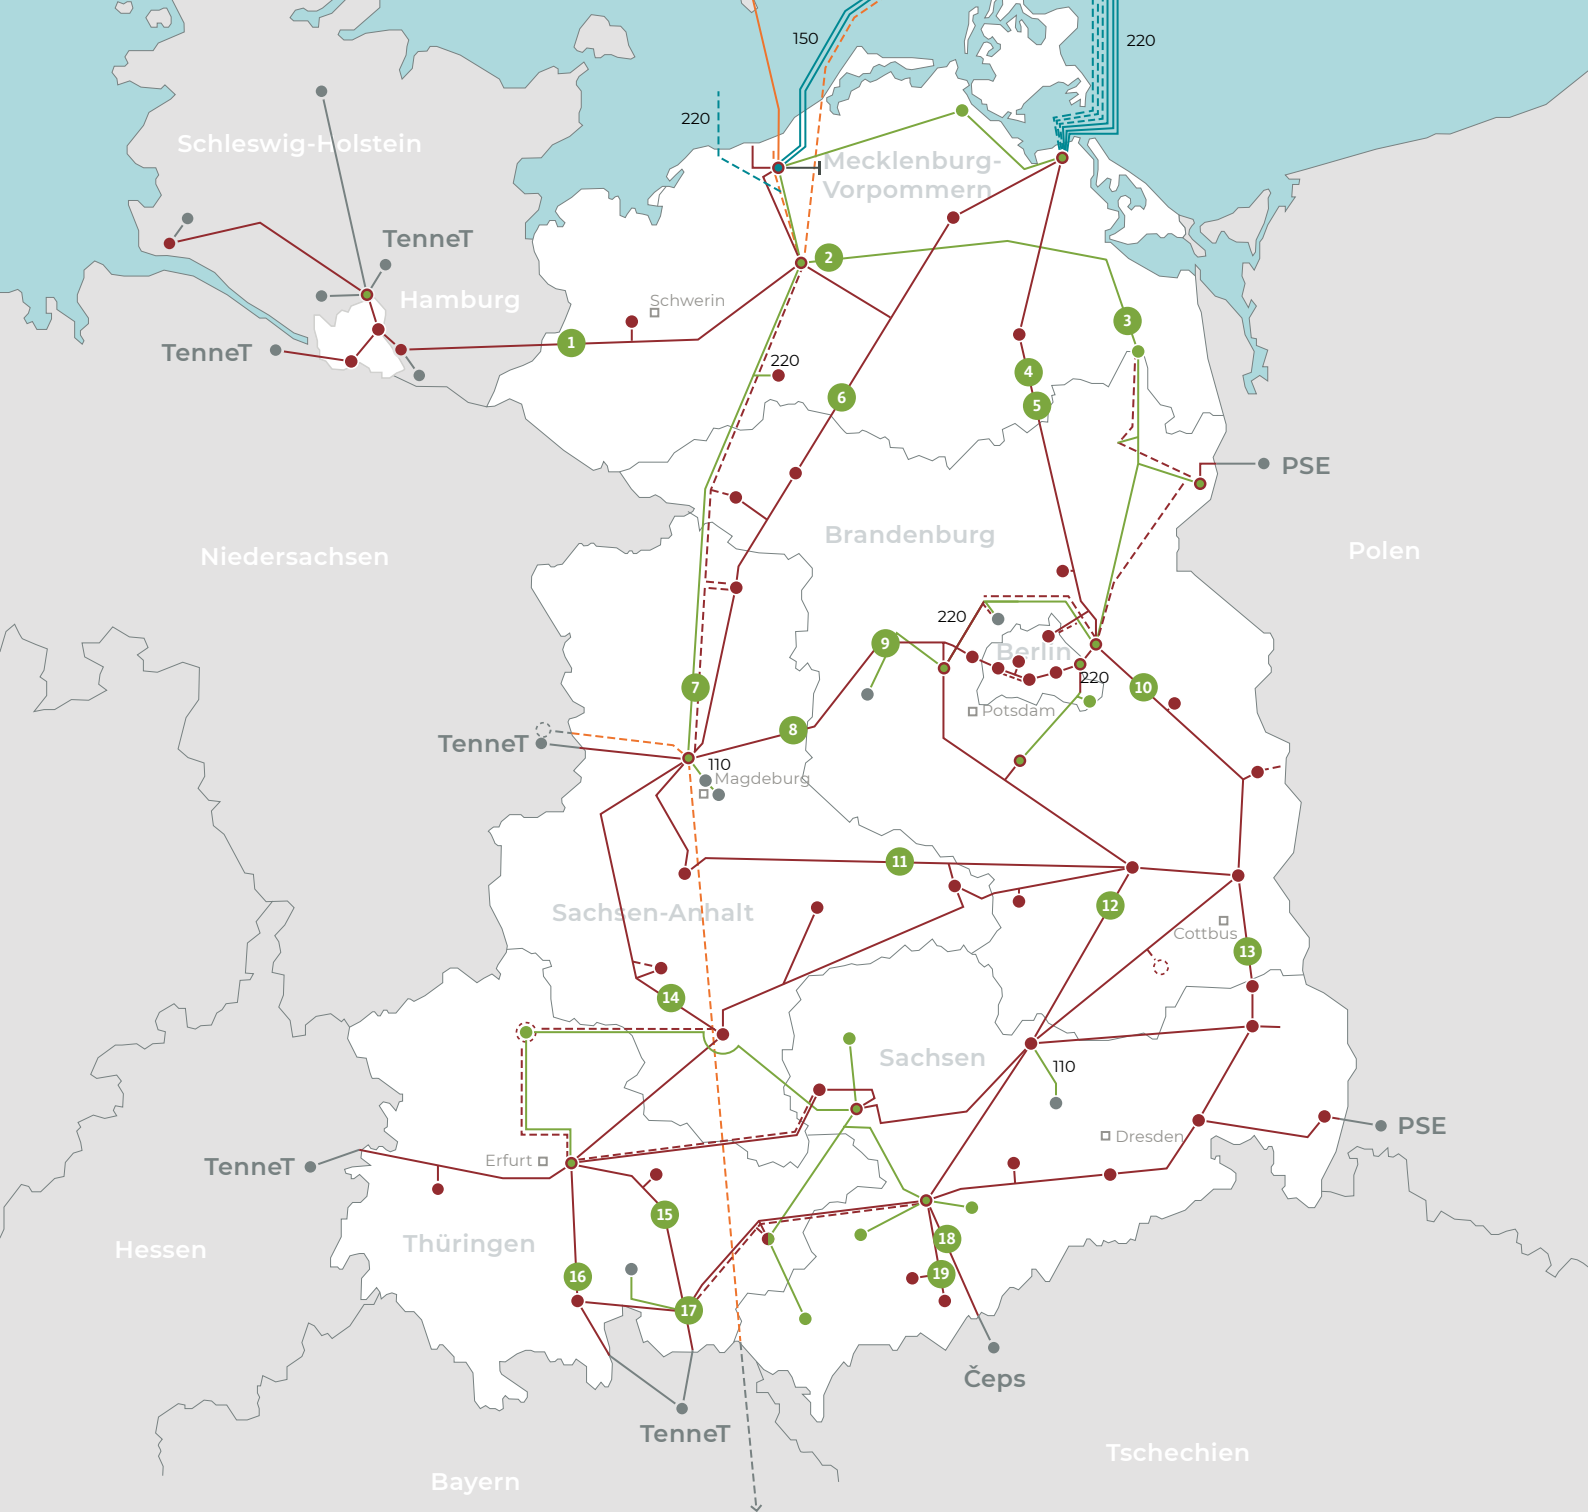 150
220
220
Schleswig-Holstein
Mecklenburg-
Vorpommern
TenneT
2
Hamburg
Schwerin
3
1
TenneT
220
4
6
5
PSE
Brandenburg
Niedersachsen
Polen
220
9
Berlin
220
7
10
Potsdam
8
TenneT
110
Magdeburg
11
12
Sachsen-Anhalt
Cottbus
13
14
Sachsen
110
PSE
Dresden
Erfurt
TenneT
15
18
Thüringen
Hessen
16
19
17
Čeps
TenneT
Tschechien
Bayern